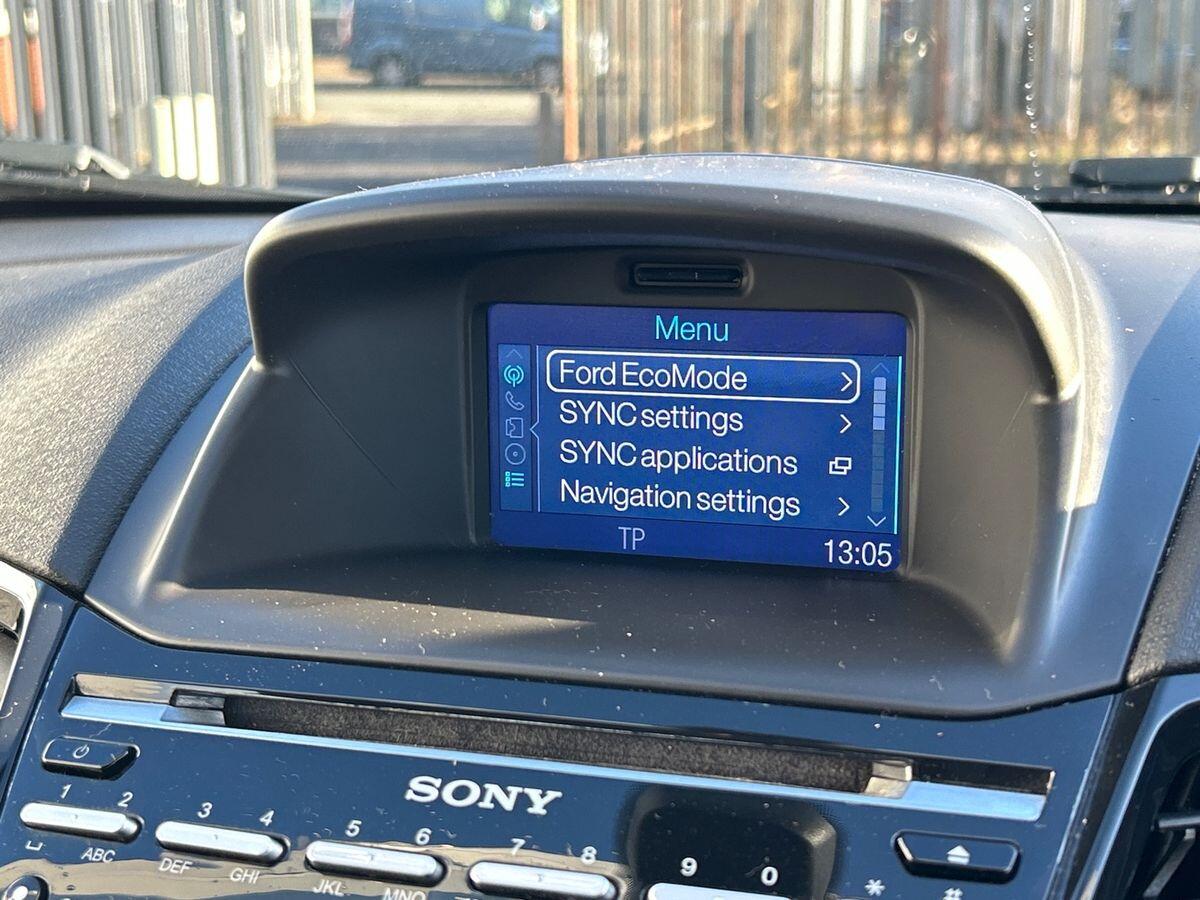 Menu
Ford EcoMode
SYNC settings
SYNC applications
Navigation settings
TP
13:05
SONY
1 2 3 4 5 6 7 8 9 0 * #
ABC DEF GHI JKL MNO